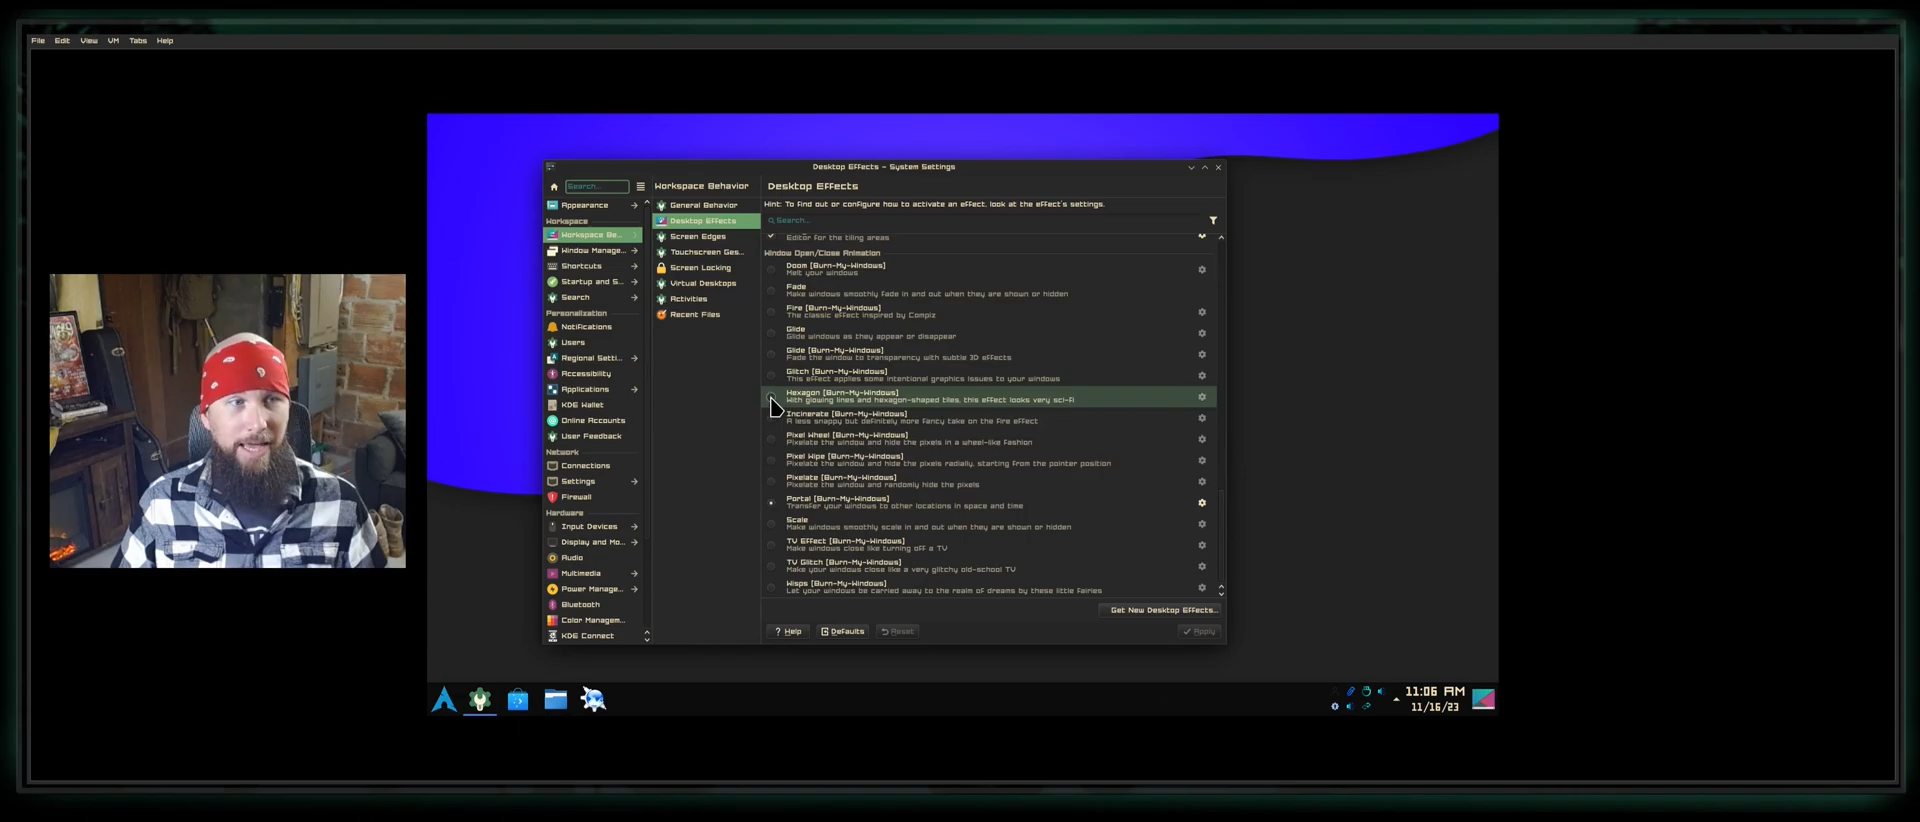 File Edit View VM Tabs Help
Desktop Effects – System Settings
Search...
Appearance
Workspace
Workspace Be...
Window Manage...
Shortcuts
Startup and S...
Search
Personalization
Notifications
Users
Regional Setti...
Accessibility
Applications
KDE Wallet
Online Accounts
User Feedback
Network
Connections
Settings
Firewall
Hardware
Input Devices
Display and Mo...
Audio
Multimedia
Power Manage...
Bluetooth
Color Managem...
KDE Connect
Workspace Behavior
General Behavior
Desktop Effects
Screen Edges
Touchscreen Ges...
Screen Locking
Virtual Desktops
Activities
Recent Files
Desktop Effects
Hint: To find out or configure how to activate an effect, look at the effect's settings.
Search...
Editor for the tiling areas
Window Open/Close Animation
Doom [Burn-My-Windows]
Melt your windows
Fade
Make windows smoothly fade in and out when they are shown or hidden
Fire [Burn-My-Windows]
The classic effect inspired by Compiz
Glide
Glide windows as they appear or disappear
Glide [Burn-My-Windows]
Fade the window to transparency with subtle 3D effects
Glitch [Burn-My-Windows]
This effect applies some intentional graphics issues to your windows
Hexagon [Burn-My-Windows]
With glowing lines and hexagon-shaped tiles, this effect looks very sci-fi
Incinerate [Burn-My-Windows]
A less snappy but definitely more fancy take on the fire effect
Pixel Wheel [Burn-My-Windows]
Pixelate the window and hide the pixels in a wheel-like fashion
Pixel Wipe [Burn-My-Windows]
Pixelate the window and hide the pixels radially, starting from the pointer position
Pixelate [Burn-My-Windows]
Pixelate the window and randomly hide the pixels
Portal [Burn-My-Windows]
Transfer your windows to other locations in space and time
Scale
Make windows smoothly scale in and out when they are shown or hidden
TV Effect [Burn-My-Windows]
Make windows close like turning off a TV
TV Glitch [Burn-My-Windows]
Make your windows close like a very glitchy old-school TV
Wisps [Burn-My-Windows]
Let your windows be carried away to the realm of dreams by these little fairies
Get New Desktop Effects...
? Help Defaults Reset Apply
11:06 AM
11/16/23